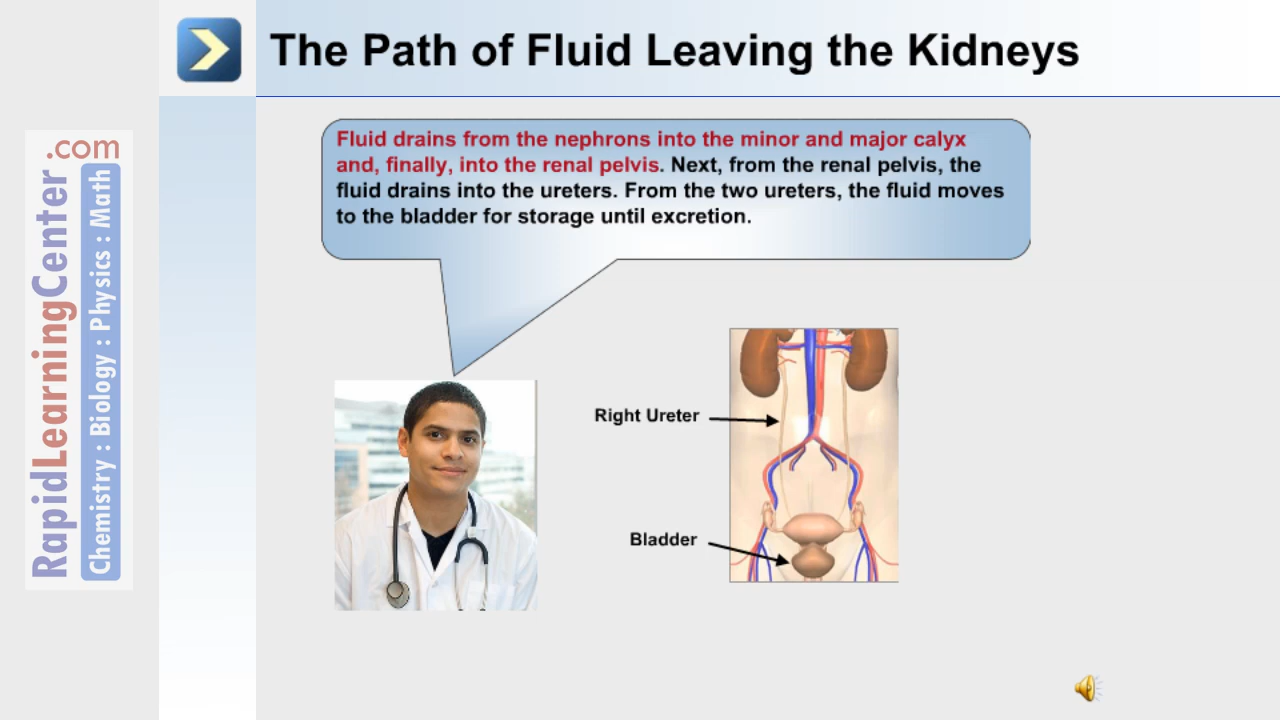 The Path of Fluid Leaving the Kidneys
Fluid drains from the nephrons into the minor and major calyx
and, finally, into the renal pelvis. Next, from the renal pelvis, the
fluid drains into the ureters. From the two ureters, the fluid moves
to the bladder for storage until excretion.
Right Ureter
Bladder
RapidLearningCenter.com
Chemistry : Biology : Physics : Math